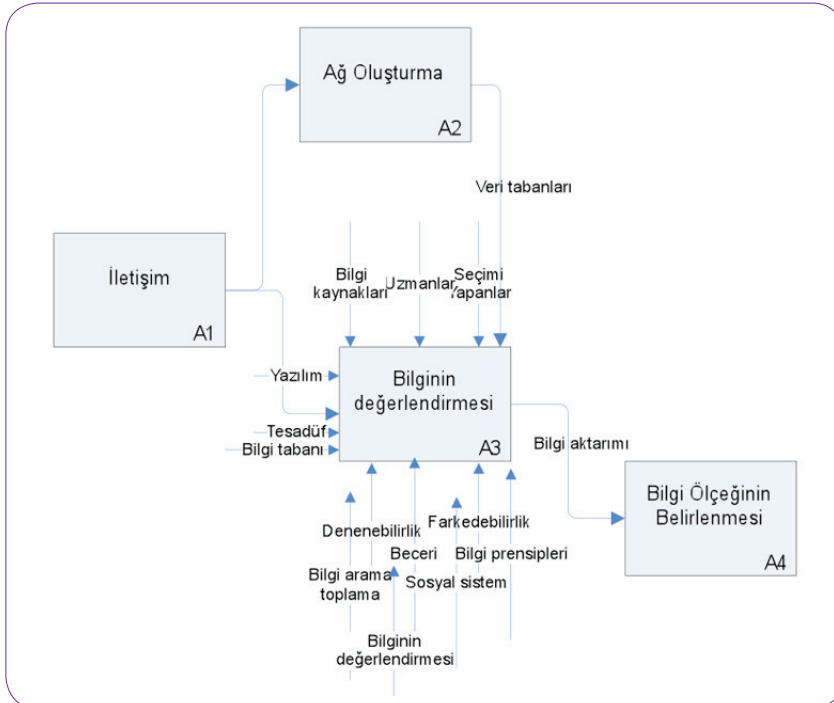 Ağ Oluşturma
A2
Veri tabanları
İletişim
A1
Bilgi
kaynakları
Uzmanlar
Seçimi
Yapanlar
Yazılım
Bilginin
değerlendirmesi
Tesadüf
Bilgi tabanı
A3
Bilgi aktarımı
Bilgi Ölçeğinin
Belirlenmesi
A4
Denenebilirlik
Farkedebilirlik
Beceri
Bilgi prensipleri
Bilgi arama
toplama
Sosyal sistem
Bilginin
değerlendirmesi